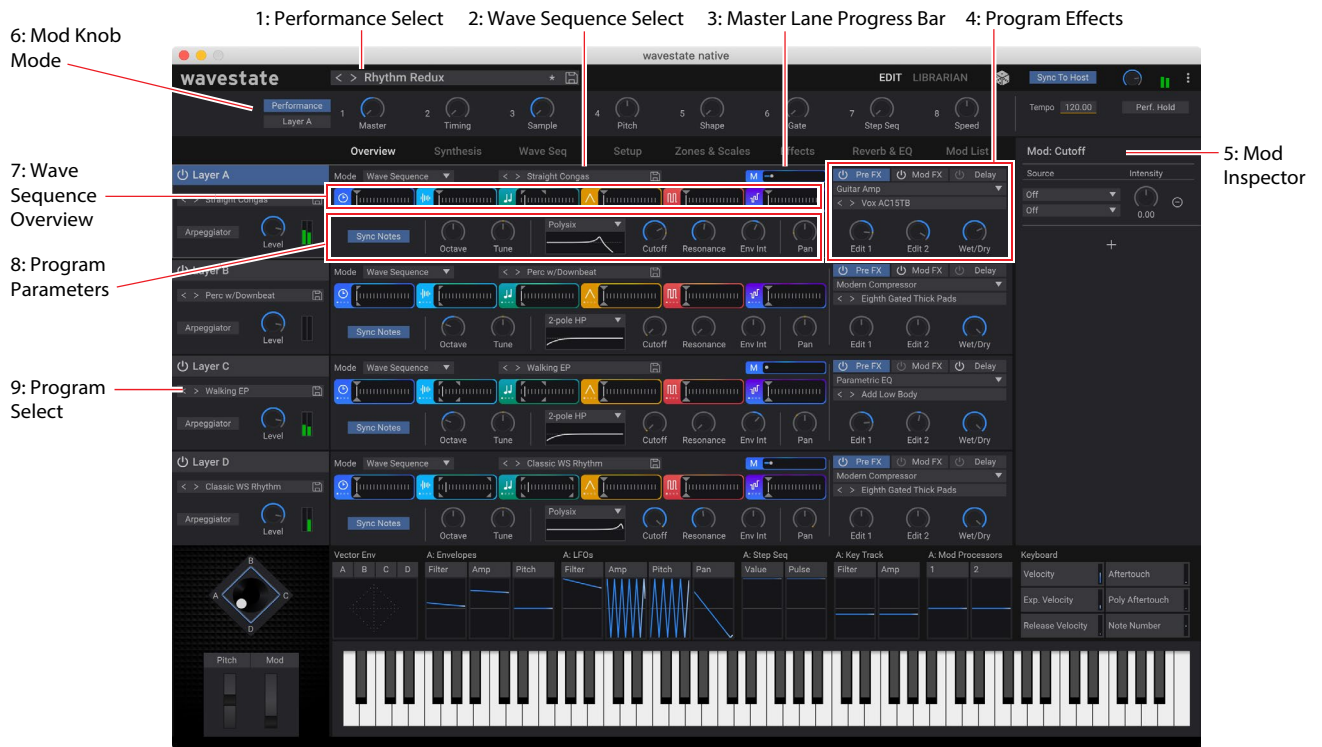 1: Performance Select
2: Wave Sequence Select
3: Master Lane Progress Bar
4: Program Effects
6: Mod Knob
Mode
wavestate native
wavestate
< > Rhythm Redux *
EDIT LIBRARIAN
Sync To Host
Performance
Layer A
1 Master
2 Timing
3 Sample
4 Pitch
5 Shape
6 Gate
7 Step Seq
8 Speed
Tempo 120.00
Perf. Hold
Overview Synthesis Wave Seq Setup Zones & Scales Effects Reverb & EQ Mod List
Mod: Cutoff
5: Mod
Inspector
Source Intensity
Off
Off
0.00
+
7: Wave
Sequence
Overview
8: Program
Parameters
9: Program
Select
Layer A
< > Straight Congas
Arpeggiator
Level
Mode Wave Sequence
< > Straight Congas
M
Sync Notes
Octave Tune
Polysix
Cutoff Resonance Env Int Pan
Pre FX Mod FX Delay
Guitar Amp
< > Vox AC15TB
Edit 1 Edit 2 Wet/Dry
Layer B
< > Perc w/Downbeat
Arpeggiator
Level
Mode Wave Sequence
< > Perc w/Downbeat
Sync Notes
Octave Tune
2-pole HP
Cutoff Resonance Env Int Pan
Pre FX Mod FX Delay
Modern Compressor
< > Eighth Gated Thick Pads
Edit 1 Edit 2 Wet/Dry
Layer C
< > Walking EP
Arpeggiator
Level
Mode Wave Sequence
< > Walking EP
M
Sync Notes
Octave Tune
2-pole HP
Cutoff Resonance Env Int Pan
Pre FX Mod FX Delay
Parametric EQ
< > Add Low Body
Edit 1 Edit 2 Wet/Dry
Layer D
< > Classic WS Rhythm
Arpeggiator
Level
Mode Wave Sequence
< > Classic WS Rhythm
M
Sync Notes
Octave Tune
Polysix
Cutoff Resonance Env Int Pan
Pre FX Mod FX Delay
Modern Compressor
< > Eighth Gated Thick Pads
Edit 1 Edit 2 Wet/Dry
B
A
C
D
Pitch Mod
Vector Env
A B C D
A: Envelopes
Filter Amp Pitch
A: LFOs
Filter Amp Pitch Pan
A: Step Seq
Value Pulse
A: Key Track
Filter Amp
A: Mod Processors
1 2
Keyboard
Velocity Aftertouch
Exp. Velocity Poly Aftertouch
Release Velocity Note Number